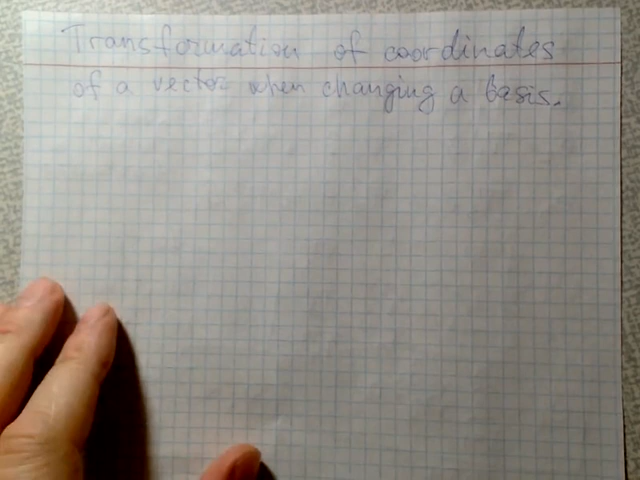 Transformation of coordinates
of a vector when changing a basis.